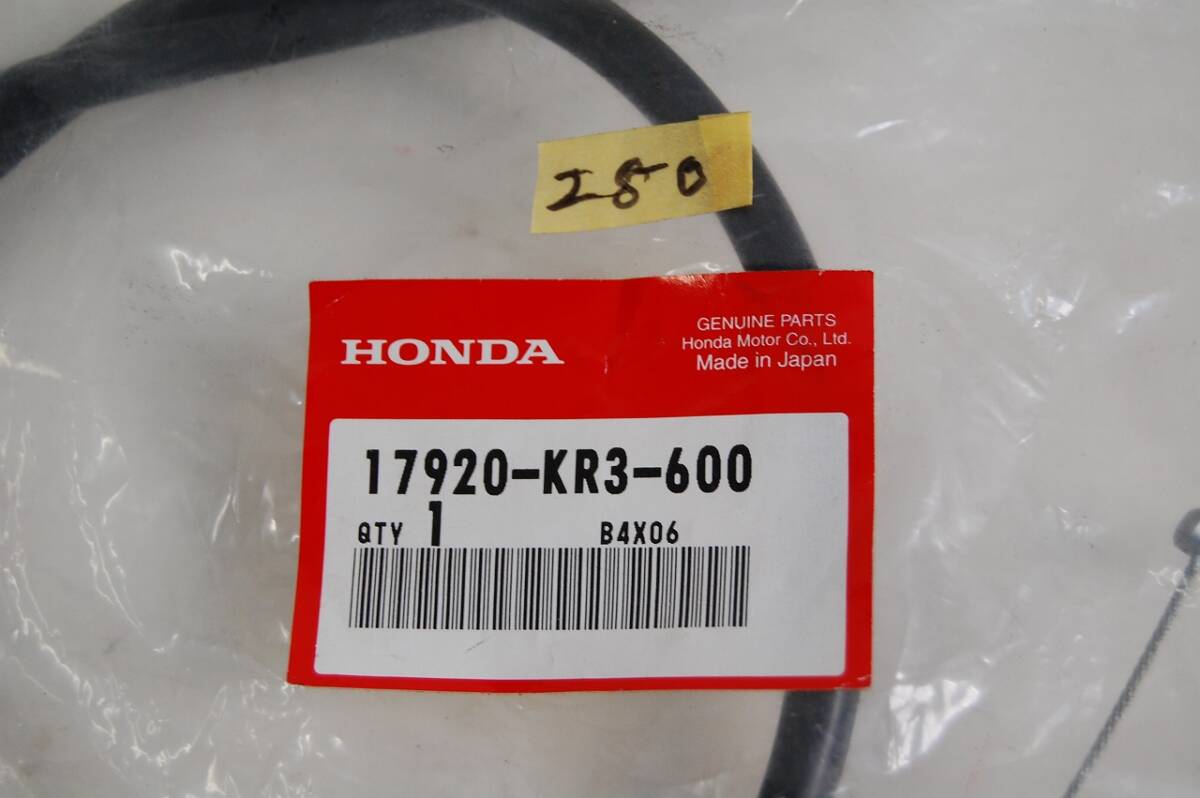 280
HONDA
GENUINE PARTS
Honda Motor Co., Ltd.
Made in Japan
17920-KR3-600
QTY 1 B4X06